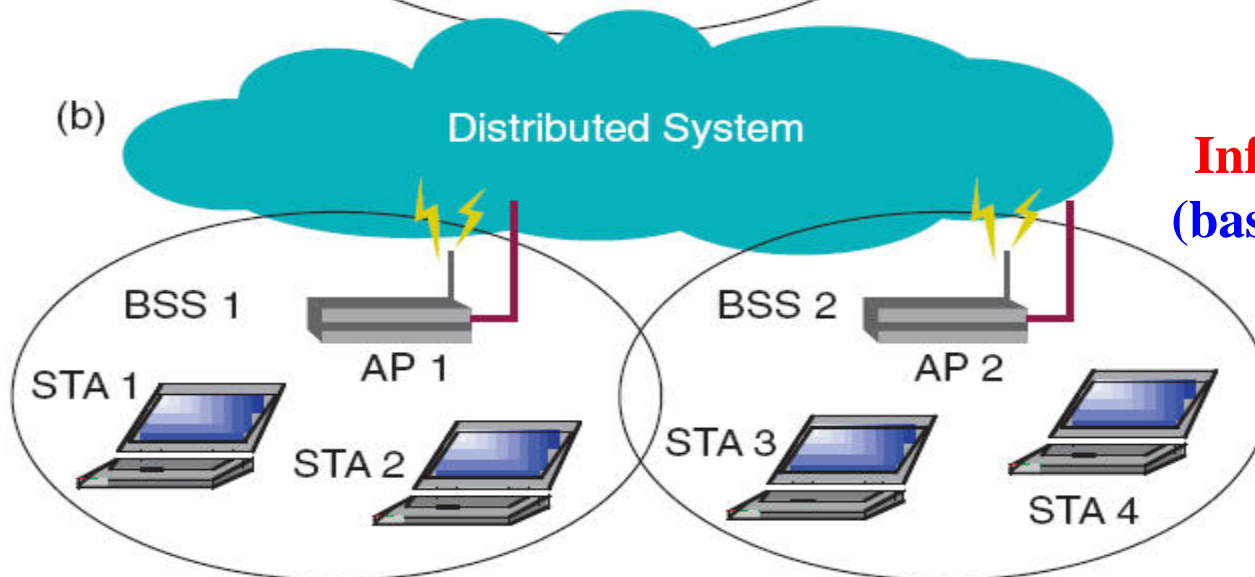 (b)
Distributed System
Inf
(bas
BSS 1
AP 1
STA 1
STA 2
BSS 2
AP 2
STA 3
STA 4